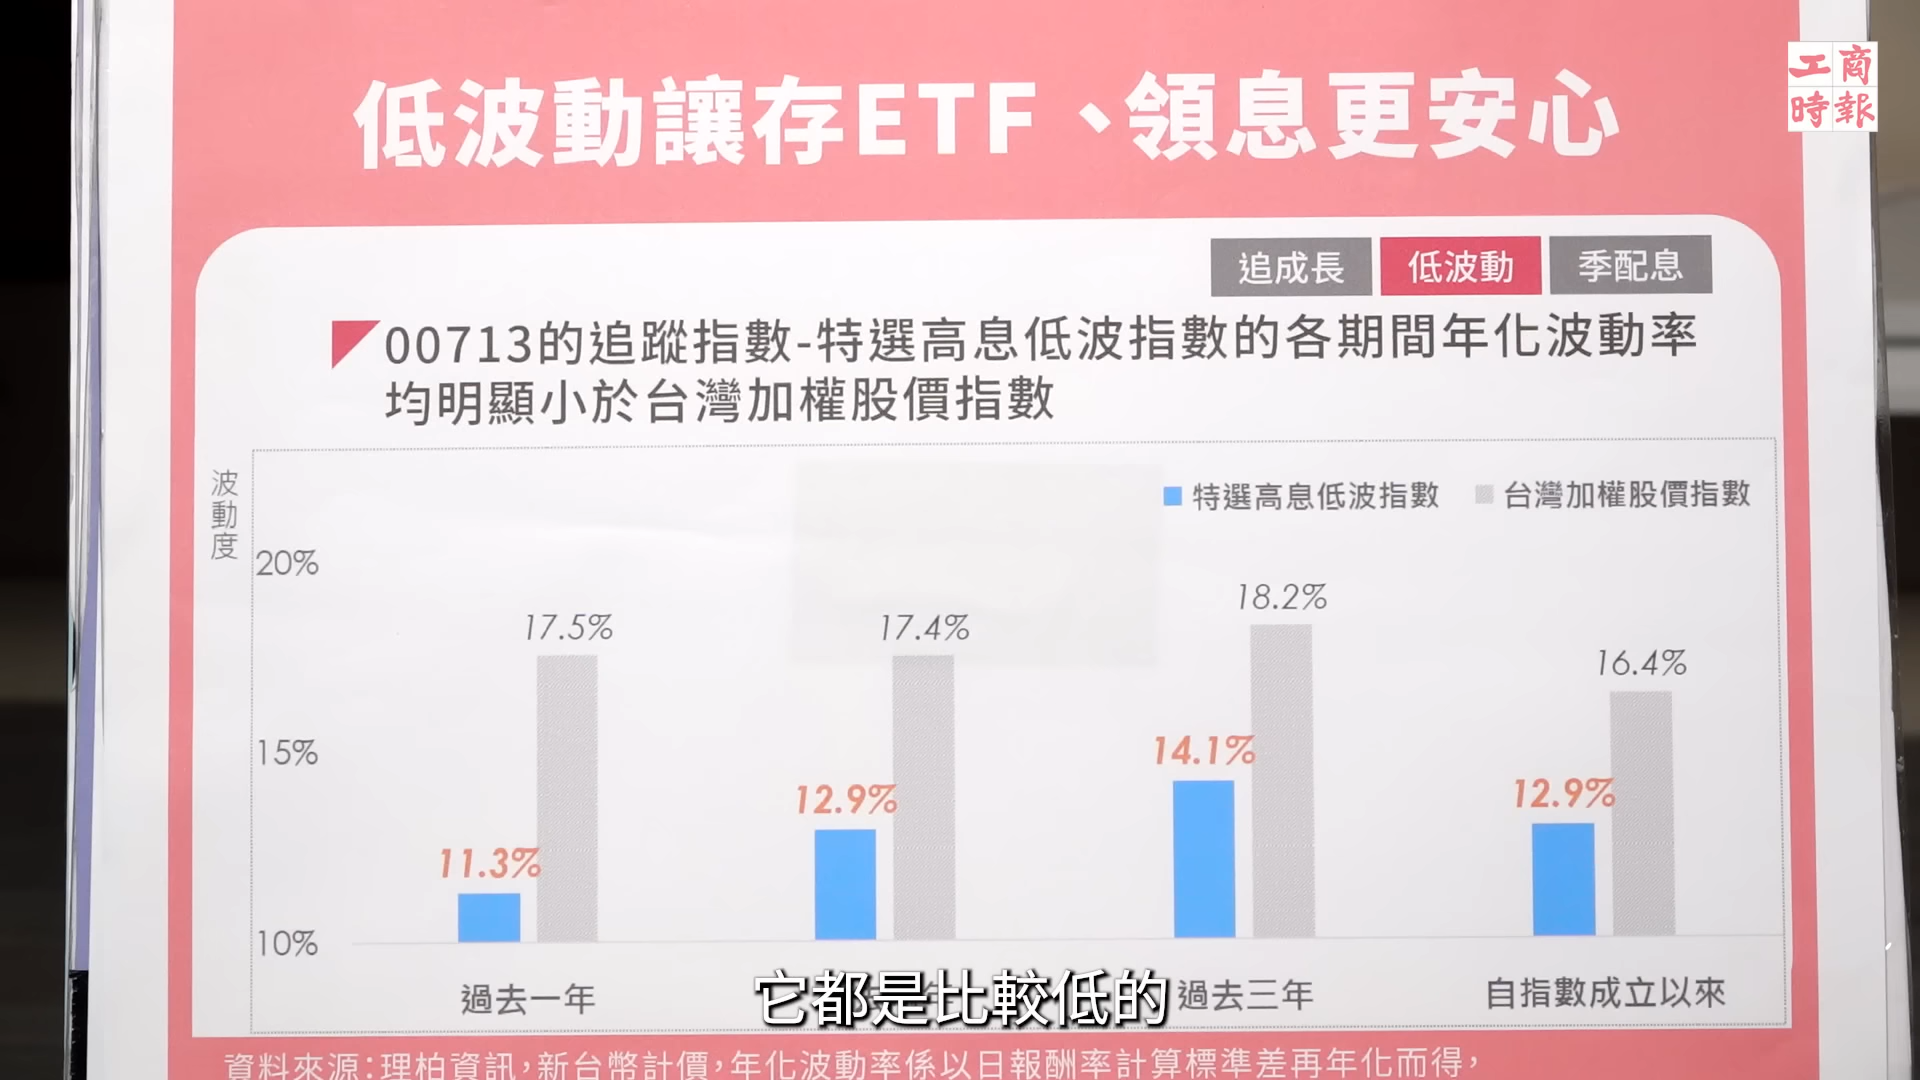 工商
時報
低波動讓存ETF、領息更安心
追成長 低波動 季配息
00713的追蹤指數-特選高息低波指數的各期間年化波動率
均明顯小於台灣加權股價指數
波動度
特選高息低波指數 台灣加權股價指數
20%
15%
10%
17.5%
17.4%
18.2%
16.4%
11.3%
12.9%
14.1%
12.9%
過去一年
過去三年
自指數成立以來
它都是比較低的
資料來源:理柏資訊,新台幣計價,年化波動率係以日報酬率計算標準差再年化而得,